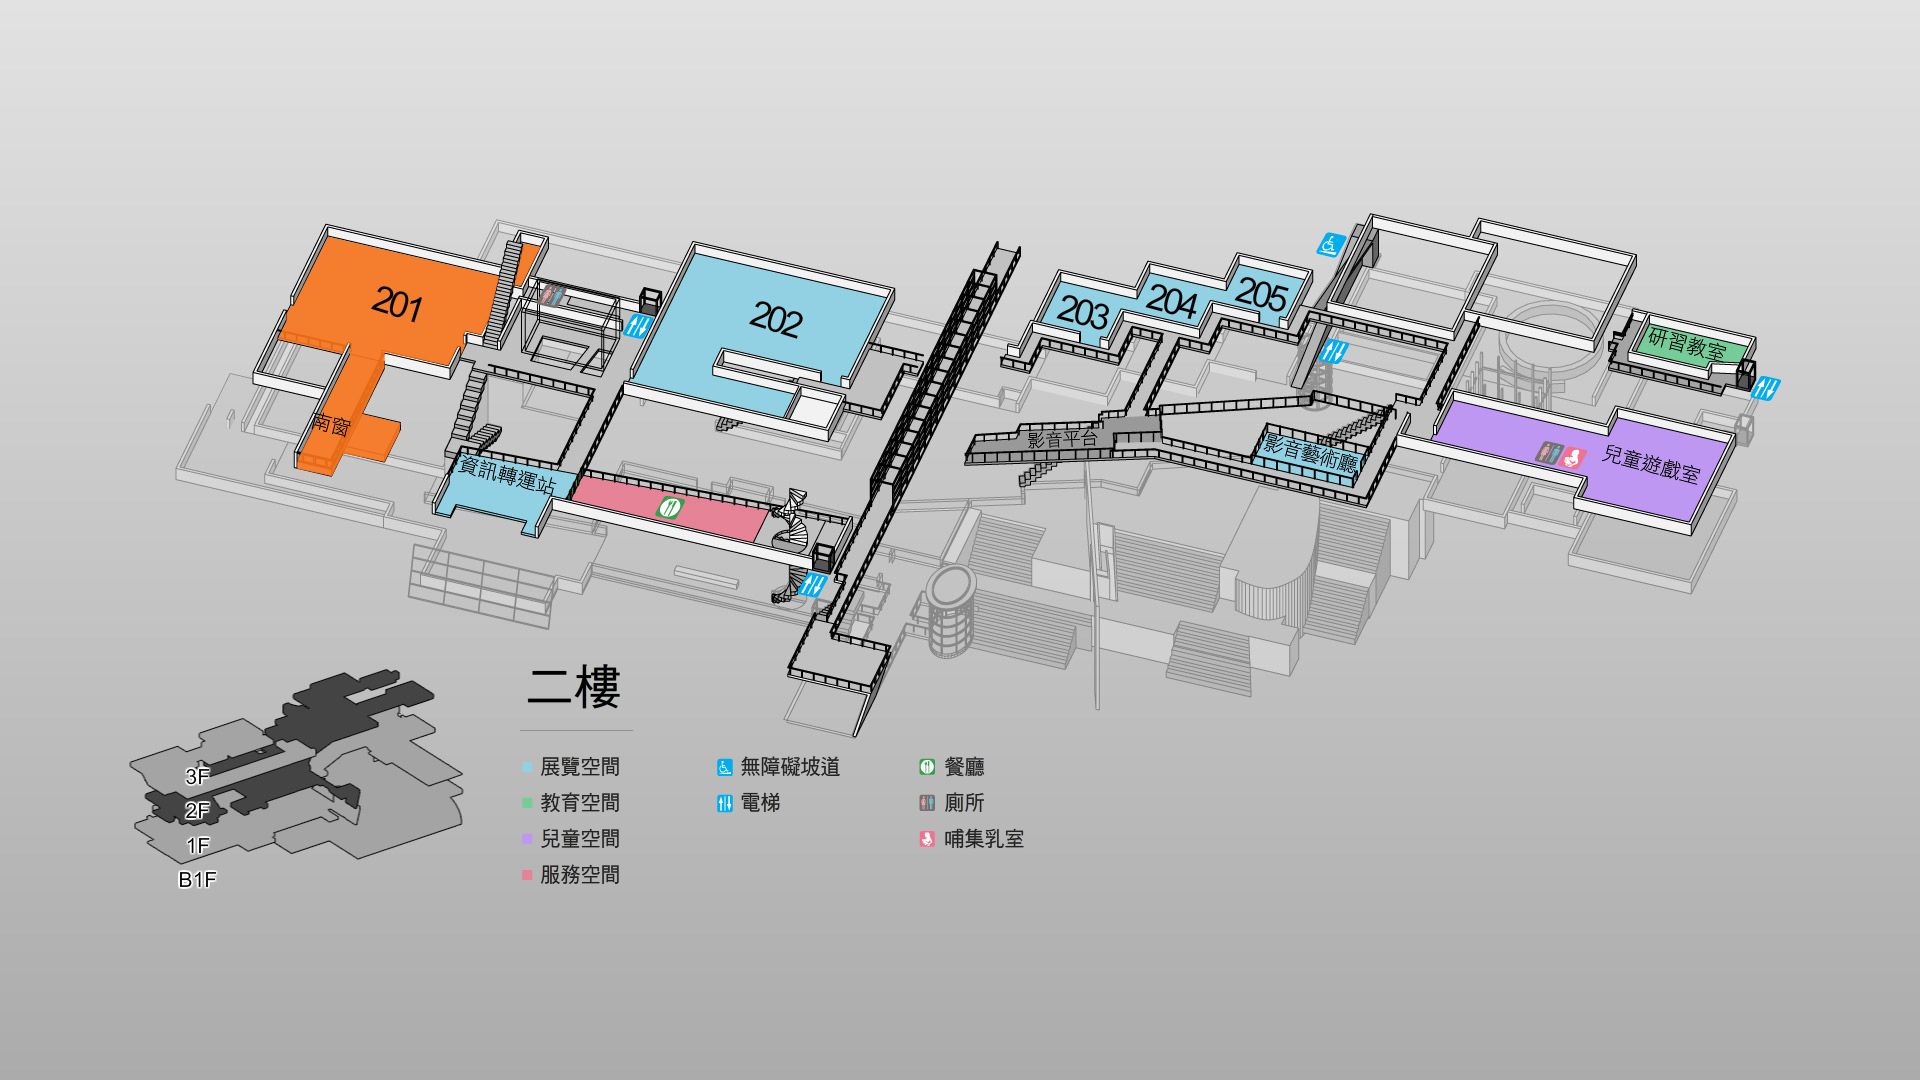 201
202
203
204
205
研習教室
南窗
資訊轉運站
影音平台
影音藝術廳
兒童遊戲室
二樓
3F
2F
1F
B1F
展覽空間
教育空間
兒童空間
服務空間
無障礙坡道
電梯
餐廳
廁所
哺集乳室